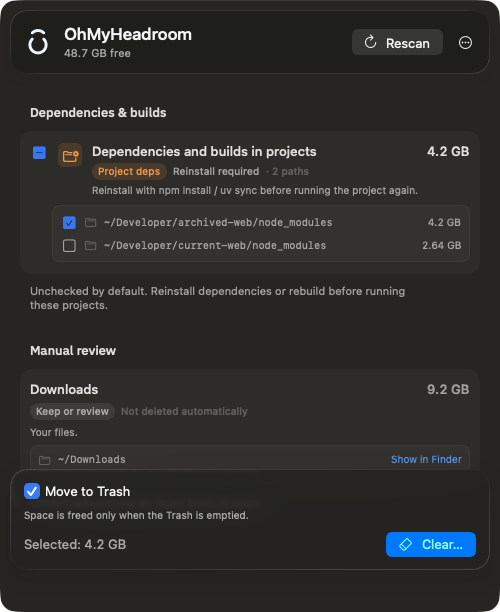 OhMyHeadroom
48.7 GB free
Rescan
Dependencies & builds
Dependencies and builds in projects
4.2 GB
Project deps Reinstall required · 2 paths
Reinstall with npm install / uv sync before running the project again.
~/Developer/archived-web/node_modules 4.2 GB
~/Developer/current-web/node_modules 2.64 GB
Unchecked by default. Reinstall dependencies or rebuild before running
these projects.
Manual review
Downloads 9.2 GB
Keep or review Not deleted automatically
Your files.
~/Downloads Show in Finder
Move to Trash
Space is freed only when the Trash is emptied.
Selected: 4.2 GB Clear...